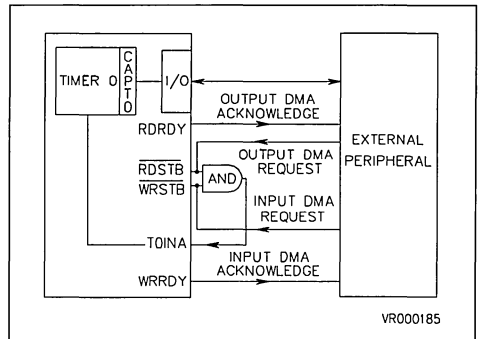 TIMER 0
CAPT0
I/O
OUTPUT DMA
ACKNOWLEDGE
RDRDY
EXTERNAL
PERIPHERAL
OUTPUT DMA
REQUEST
RDSTB
WRSTB
AND
INPUT DMA
REQUEST
TOINA
INPUT DMA
ACKNOWLEDGE
WRRDY
VR000185